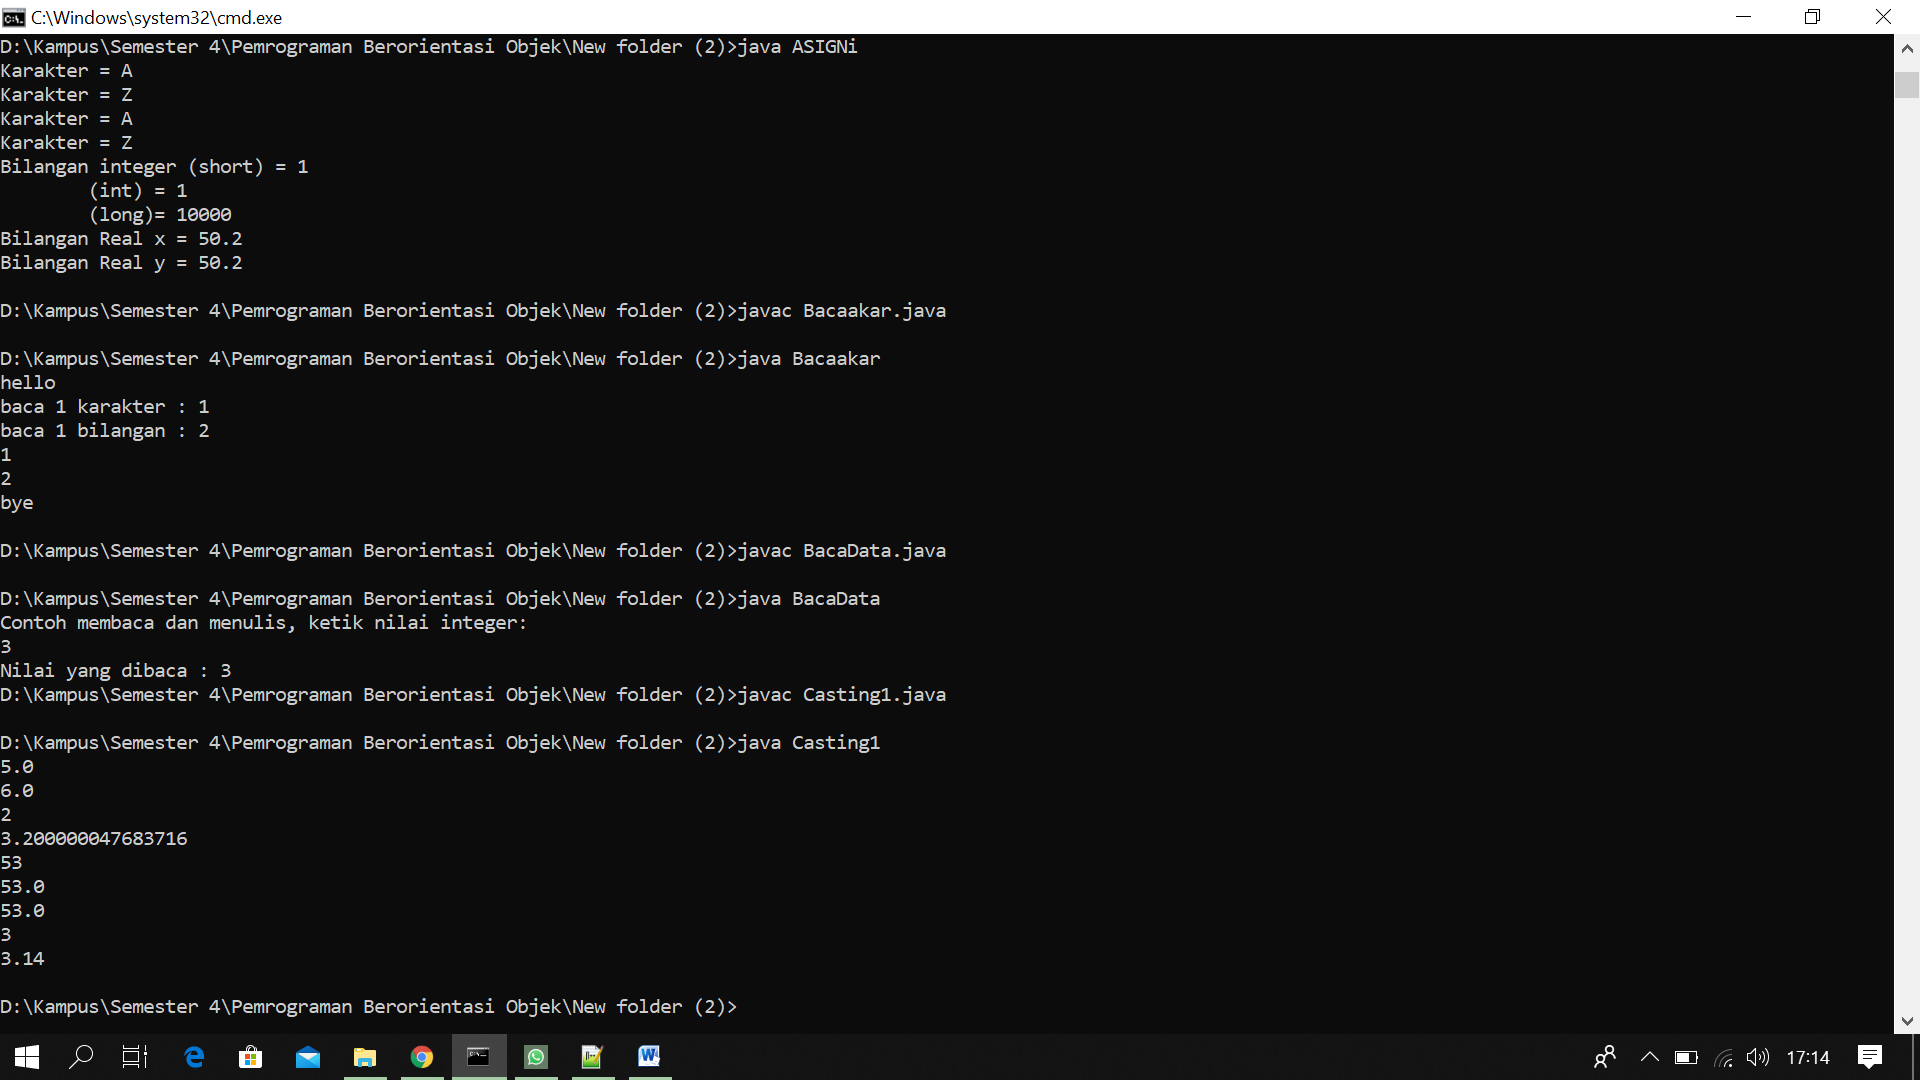 C:\Windows\system32\cmd.exe
D:\Kampus\Semester 4\Pemrograman Berorientasi Objek\New folder (2)>java ASIGNi
Karakter = A
Karakter = Z
Karakter = A
Karakter = Z
Bilangan integer (short) = 1
        (int) = 1
        (long)= 10000
Bilangan Real x = 50.2
Bilangan Real y = 50.2
D:\Kampus\Semester 4\Pemrograman Berorientasi Objek\New folder (2)>javac Bacaakar.java
D:\Kampus\Semester 4\Pemrograman Berorientasi Objek\New folder (2)>java Bacaakar
hello
baca 1 karakter : 1
baca 1 bilangan : 2
1
2
bye
D:\Kampus\Semester 4\Pemrograman Berorientasi Objek\New folder (2)>javac BacaData.java
D:\Kampus\Semester 4\Pemrograman Berorientasi Objek\New folder (2)>java BacaData
Contoh membaca dan menulis, ketik nilai integer:
3
Nilai yang dibaca : 3
D:\Kampus\Semester 4\Pemrograman Berorientasi Objek\New folder (2)>javac Casting1.java
D:\Kampus\Semester 4\Pemrograman Berorientasi Objek\New folder (2)>java Casting1
5.0
6.0
2
3.200000047683716
53
53.0
53.0
3
3.14
D:\Kampus\Semester 4\Pemrograman Berorientasi Objek\New folder (2)>
17:14